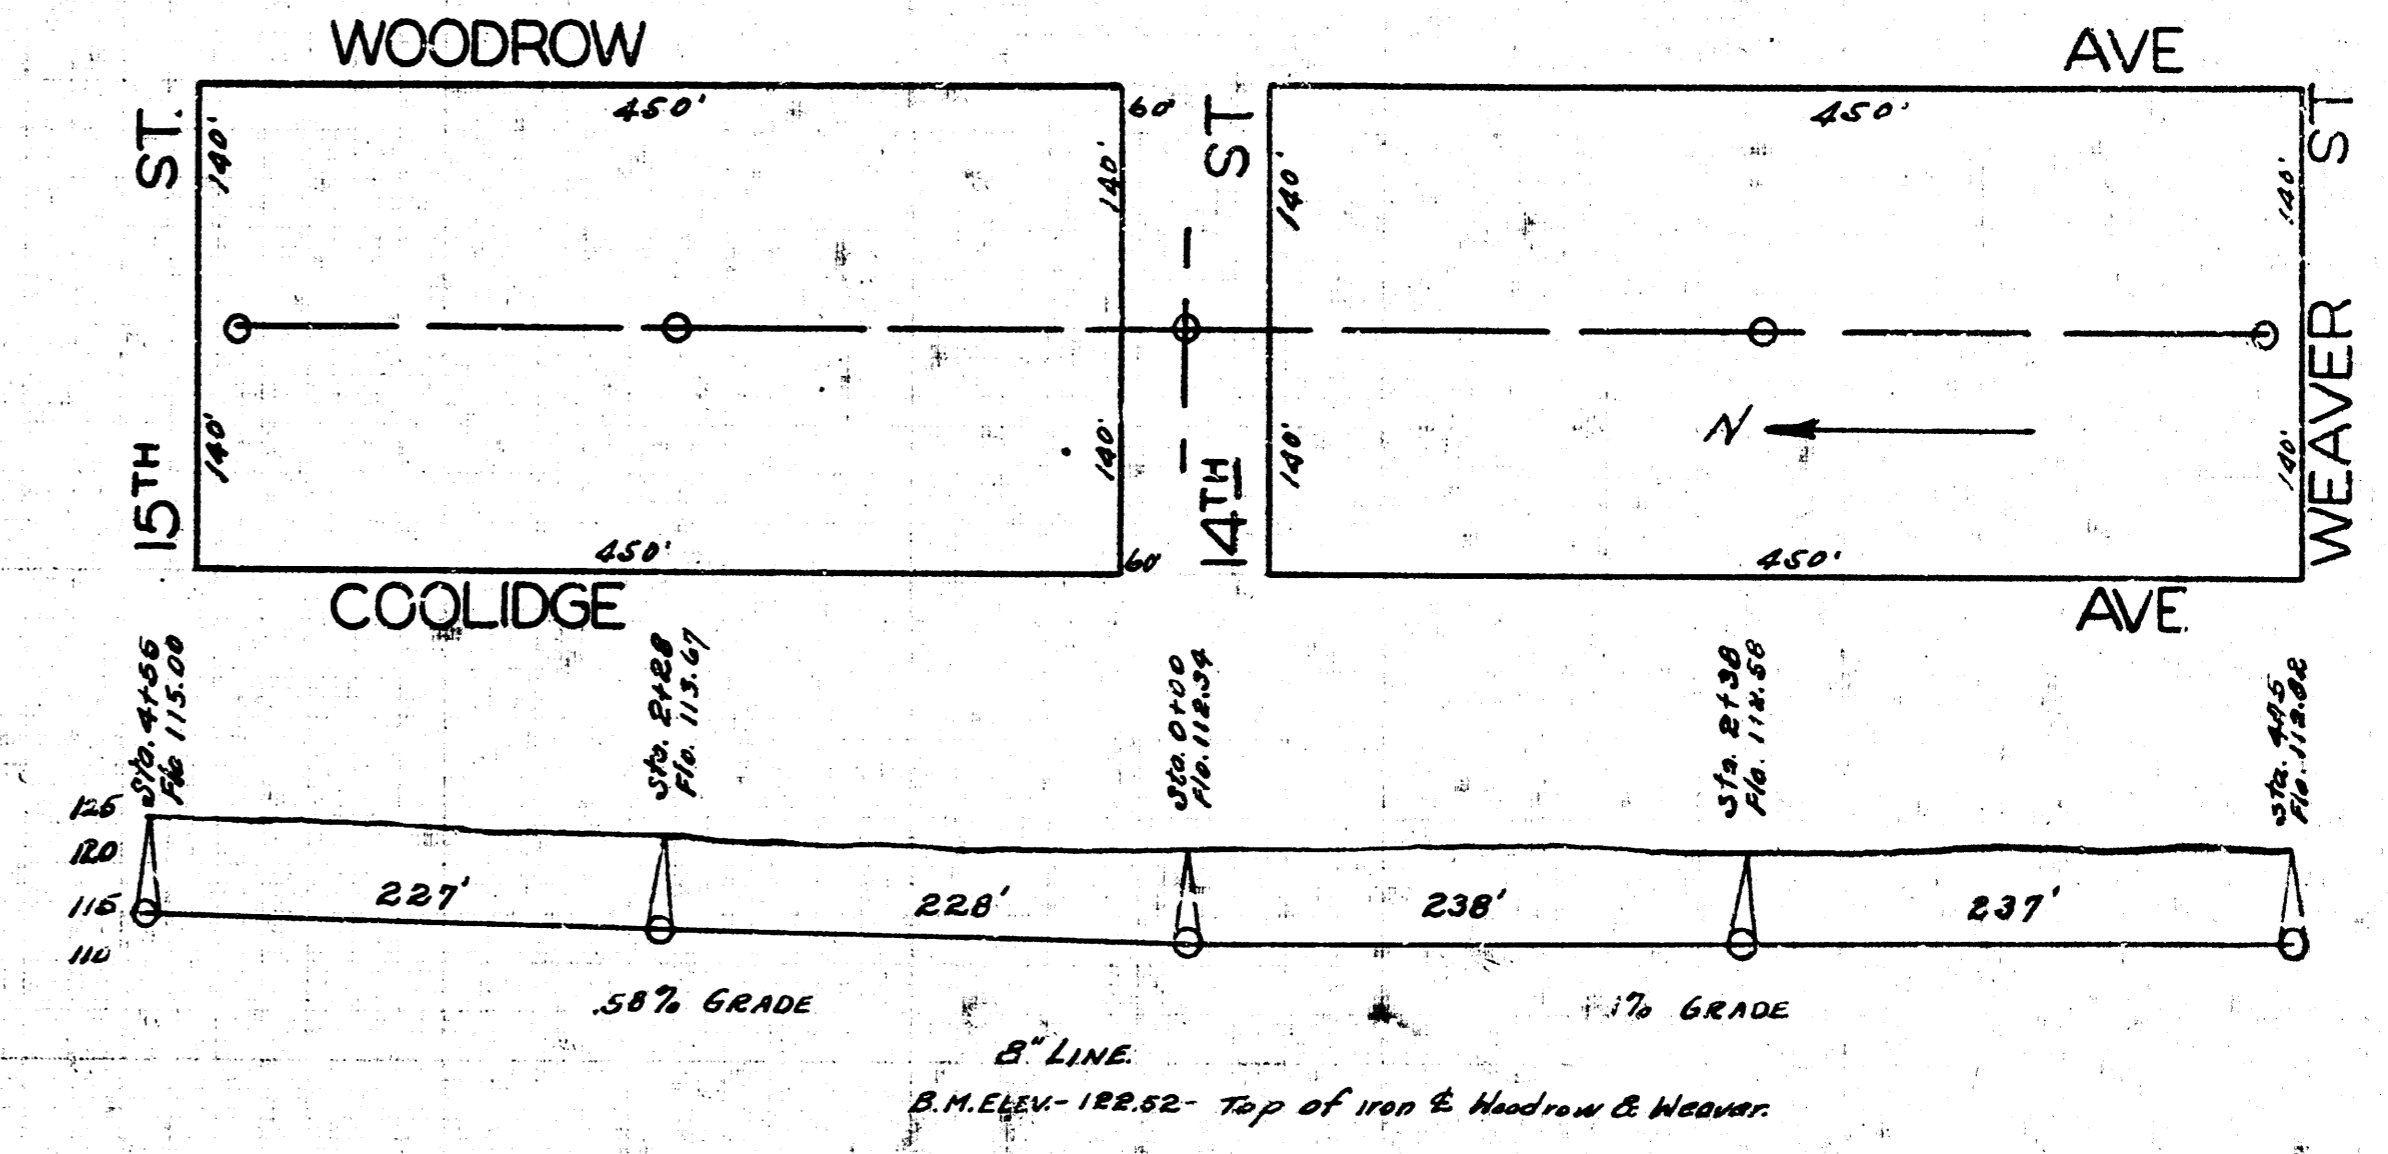 WOODROW AVE
450' 60' 450'
15TH ST.
140' 140'
140' 140'
14TH ST
140' 140'
140' 140'
WEAVER ST
N
450' 60' 450'
COOLIDGE AVE.
Sta. 4+55
Flo 115.00
Sta. 2+28
Flo. 113.67
Sta. 0+00
Flo. 112.34
Sta. 2+38
Flo. 112.58
Sta. 4+75
Flo. 112.82
125
120
115
110
227' 228' 238' 237'
.58% GRADE
.1% GRADE
8" LINE.
B.M. ELEV.- 122.52- Top of iron ℄ Woodrow & Weaver.